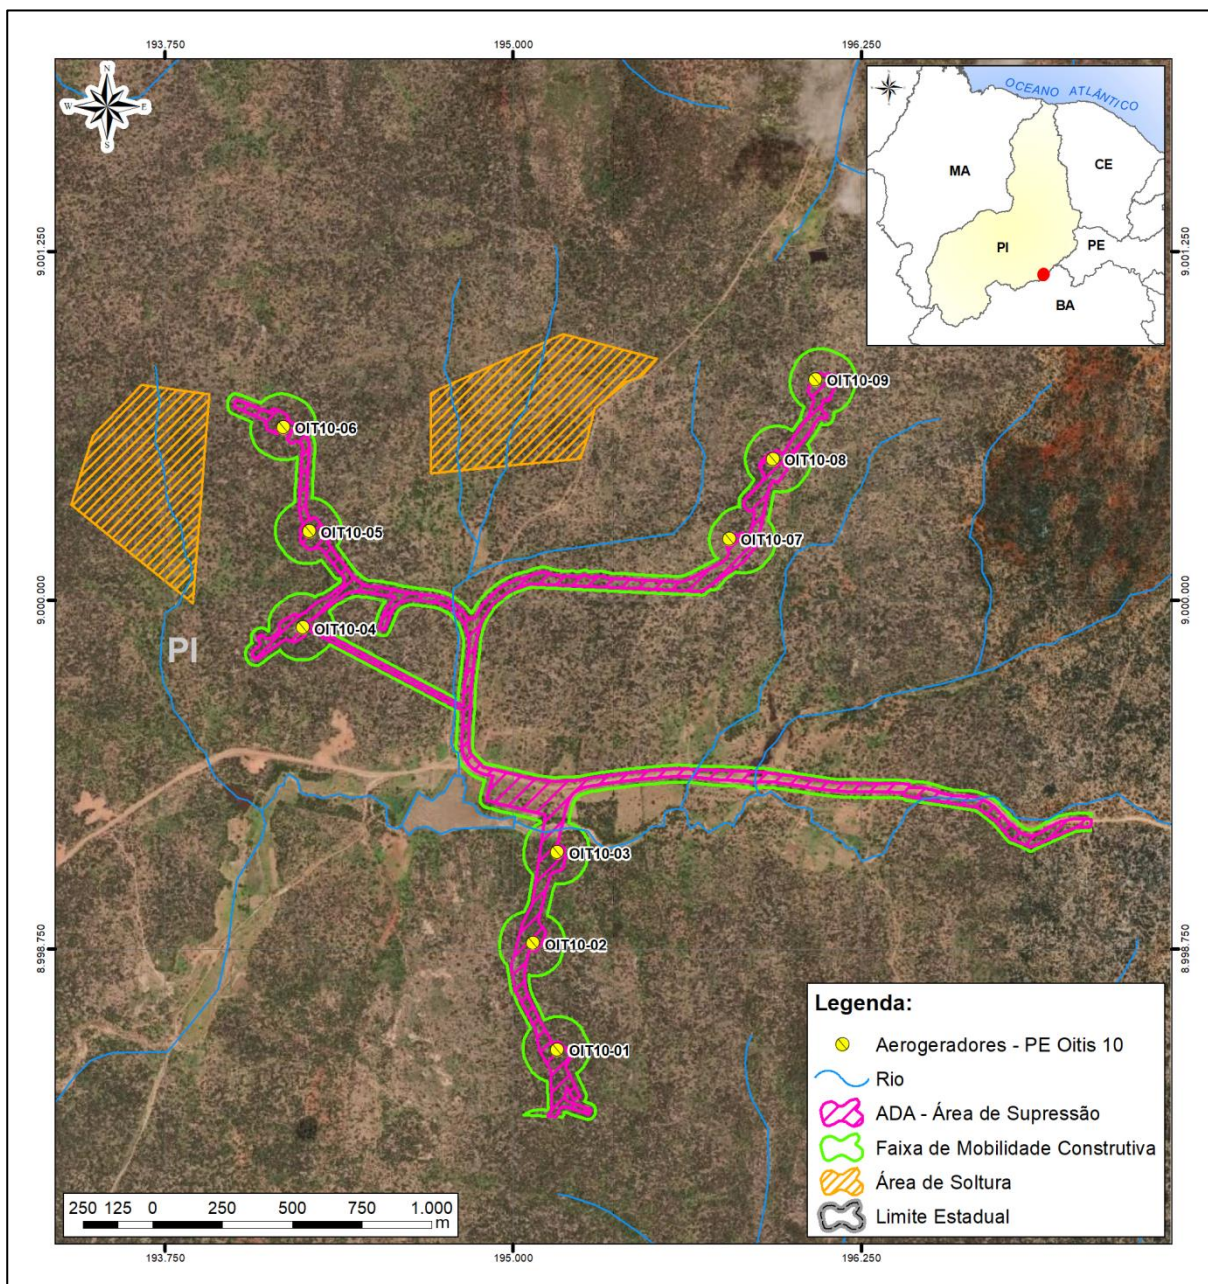 193.750
195.000
196.250
N
W
E
S
OCEANO ATLÂNTICO
MA
CE
PI
PE
BA
9.001.250
9.001.250
OIT10-09
OIT10-06
OIT10-08
OIT10-05
OIT10-07
9.000.000
9.000.000
OIT10-04
PI
OIT10-03
OIT10-02
8.998.750
8.998.750
OIT10-01
Legenda:
Aerogeradores - PE Oitis 10
Rio
ADA - Área de Supressão
Faixa de Mobilidade Construtiva
Área de Soltura
Limite Estadual
250 125 0 250 500 750 1.000
m
193.750
195.000
196.250